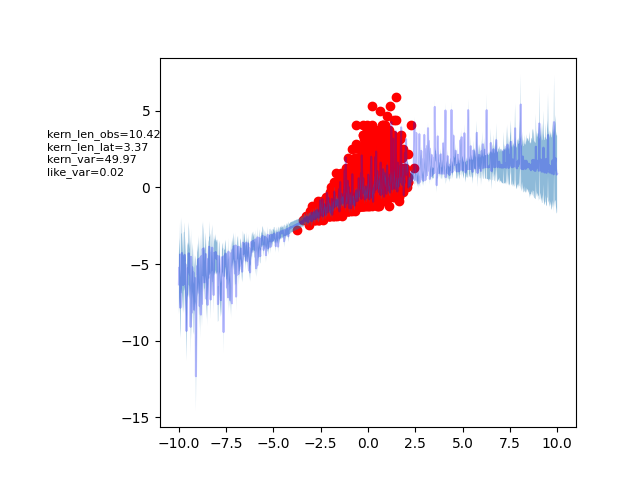 kern_len_obs=10.42
kern_len_lat=3.37
kern_var=49.97
like_var=0.02
5
0
−5
−10
−15
−10.0 −7.5 −5.0 −2.5 0.0 2.5 5.0 7.5 10.0